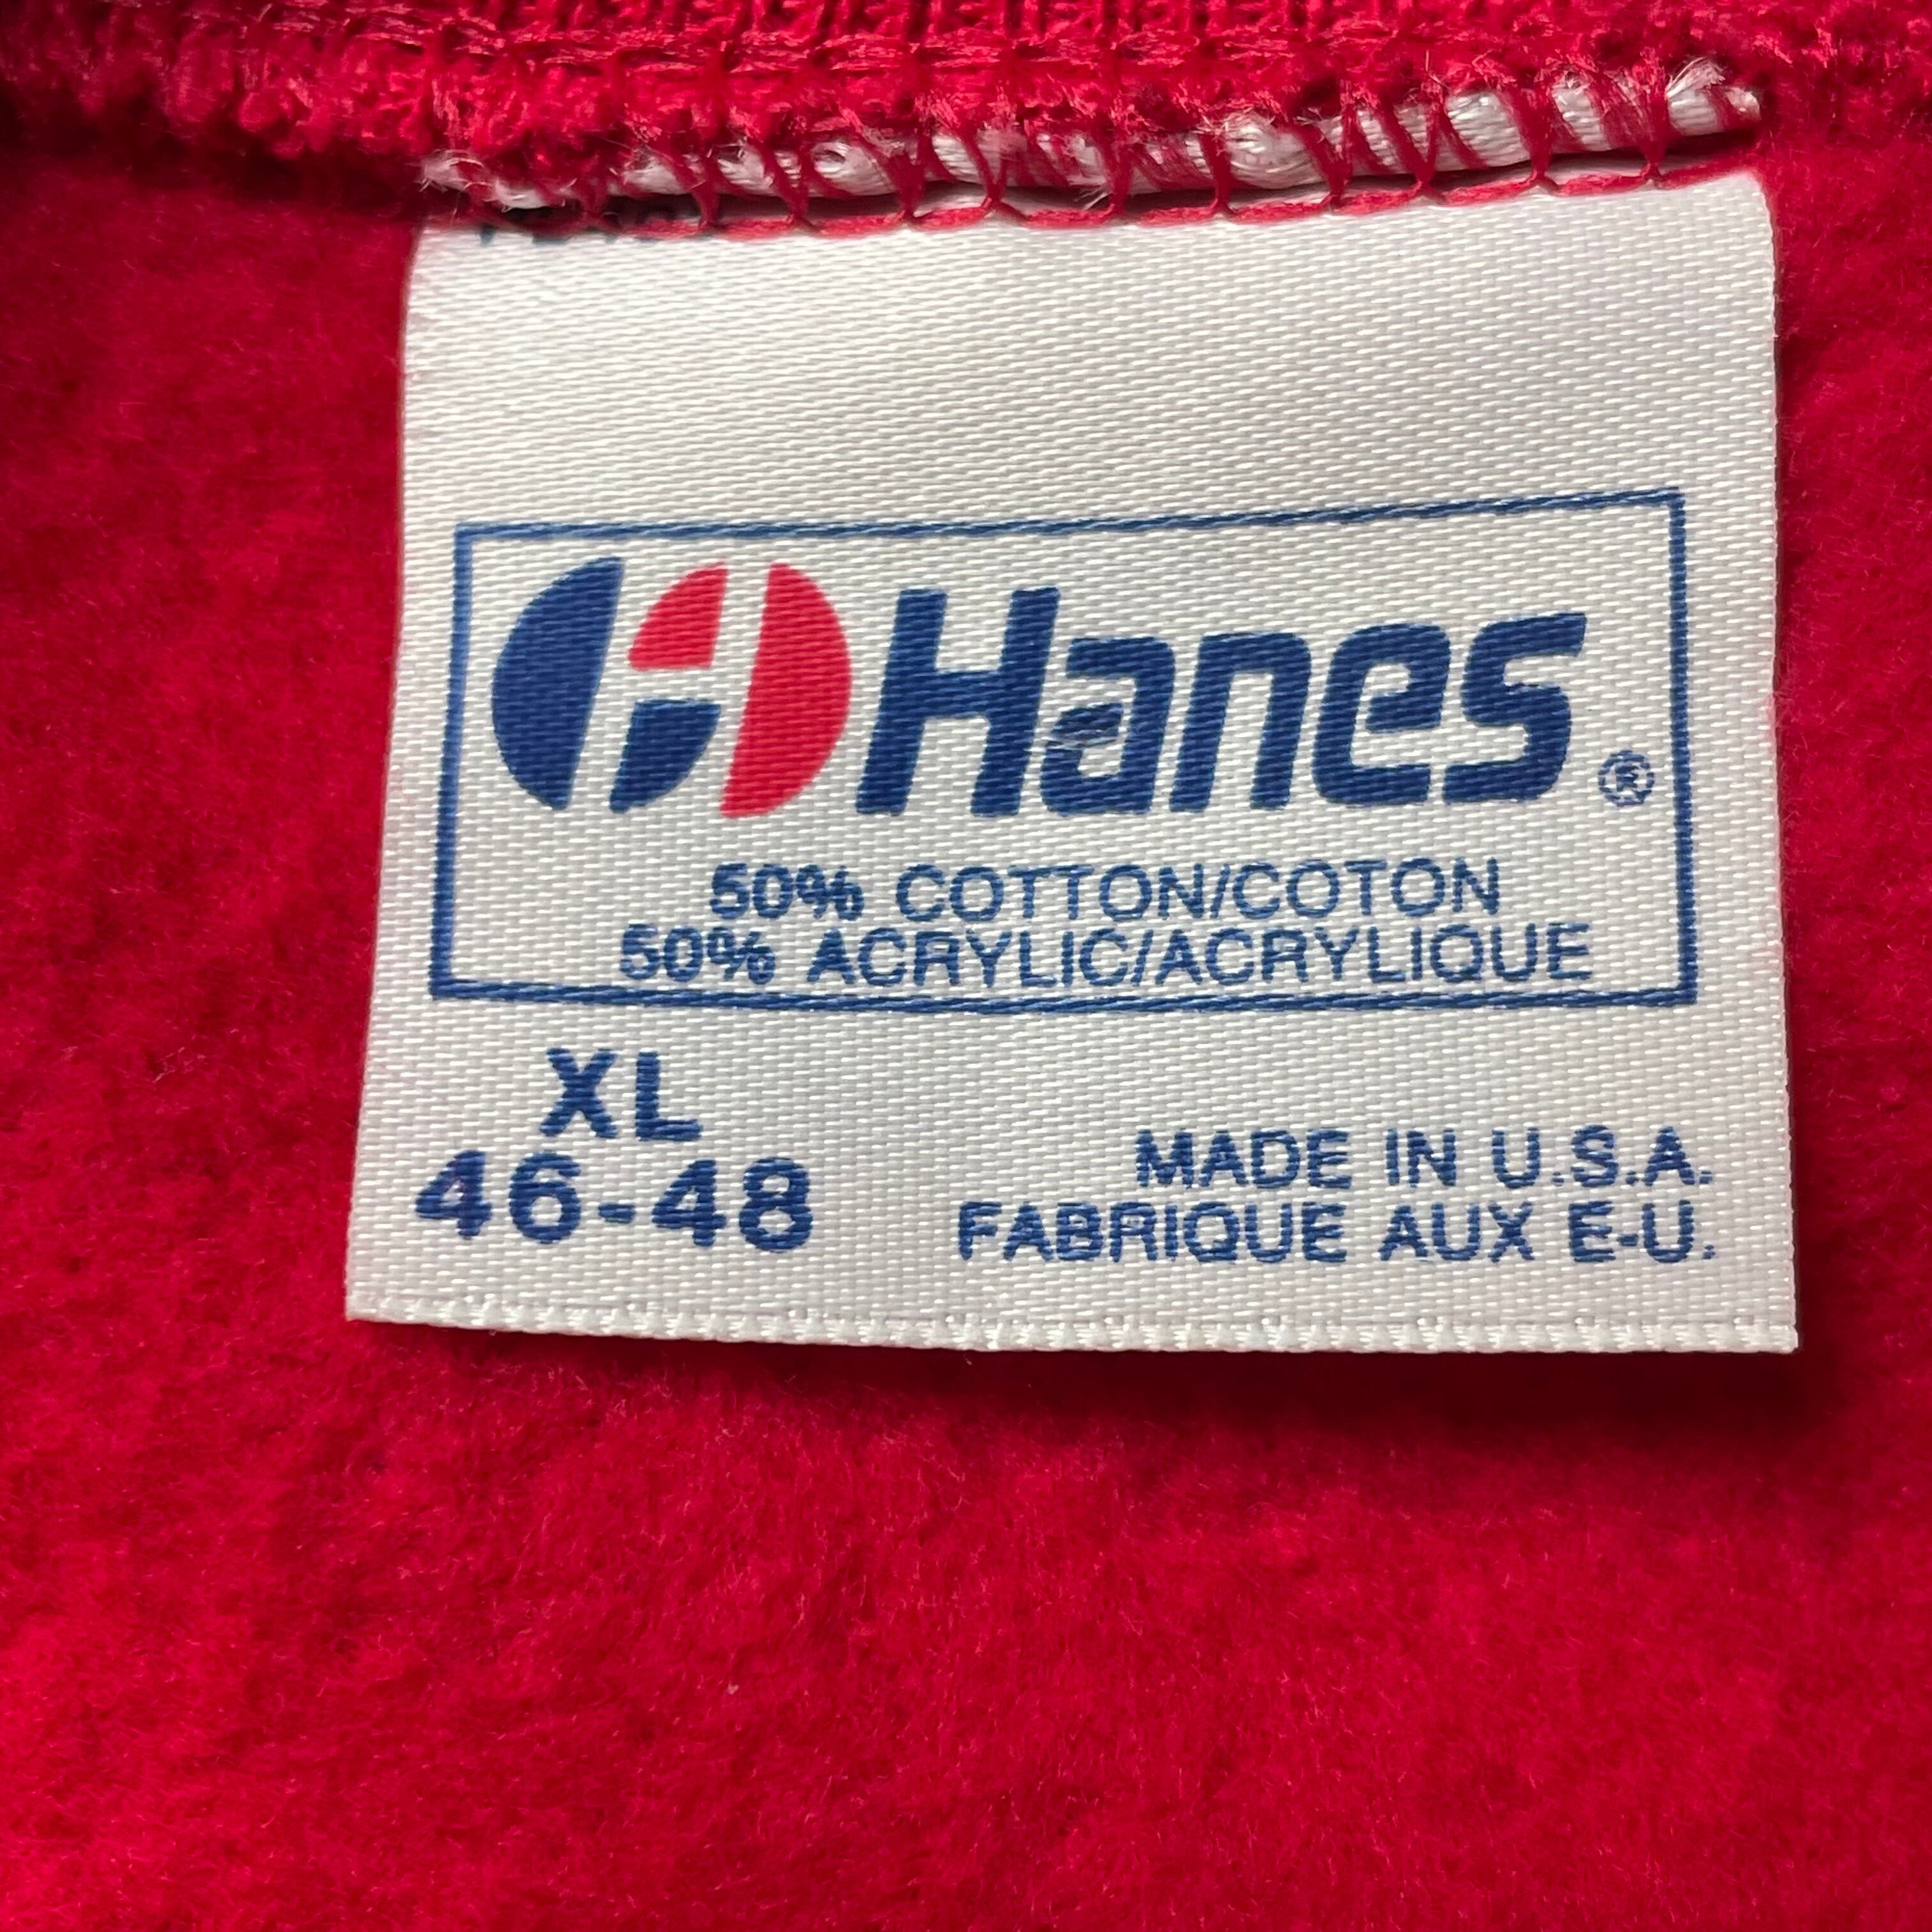 Hanes®
50% COTTON/COTON
50% ACRYLIC/ACRYLIQUE
XL
46-48
MADE IN U.S.A.
FABRIQUE AUX E-U.